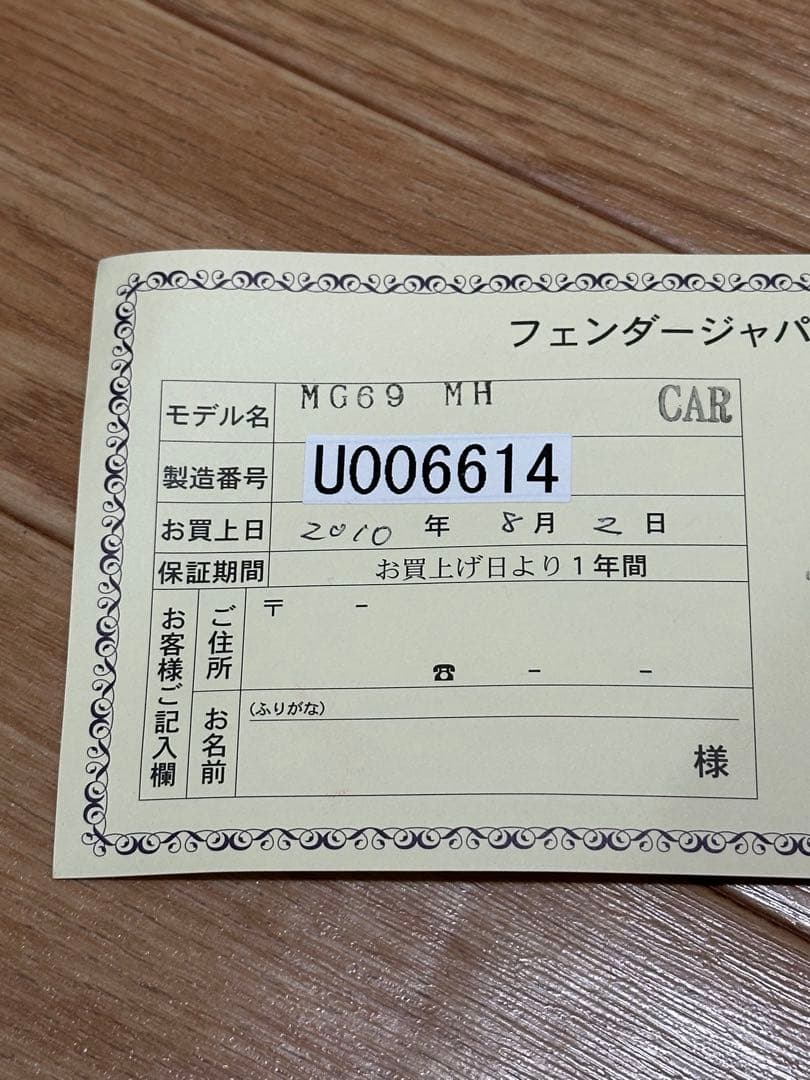 フェンダージャパ
モデル名 MG69 MH CAR
製造番号 U006614
お買上日 2010 年 8 月 2 日
保証期間 お買上げ日より1年間
お客様ご記入欄
ご住所 〒 -
☎ - -
お名前 (ふりがな)
様